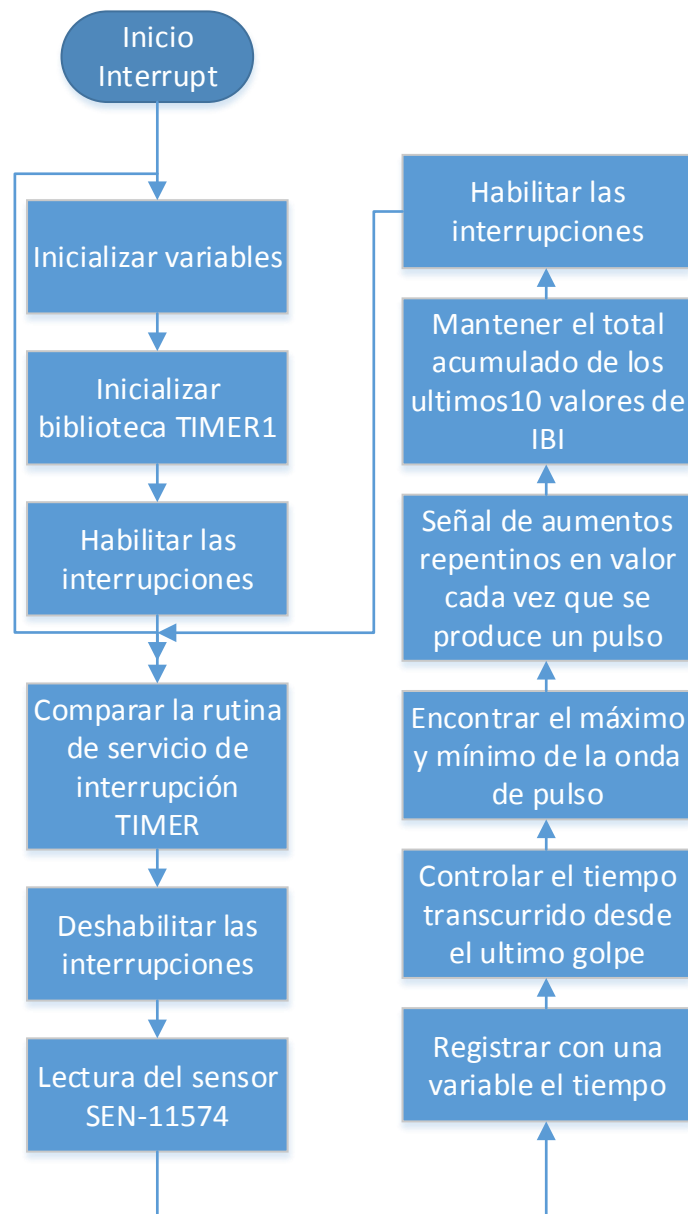 Inicio
Interrupt
Inicializar variables
Inicializar
biblioteca TIMER1
Habilitar las
interrupciones
Comparar la rutina
de servicio de
interrupción
TIMER
Deshabilitar las
interrupciones
Lectura del sensor
SEN-11574
Registrar con una
variable el tiempo
Controlar el tiempo
transcurrido desde
el ultimo golpe
Encontrar el máximo
y mínimo de la onda
de pulso
Señal de aumentos
repentinos en valor
cada vez que se
produce un pulso
Mantener el total
acumulado de los
ultimos10 valores de
IBI
Habilitar las
interrupciones